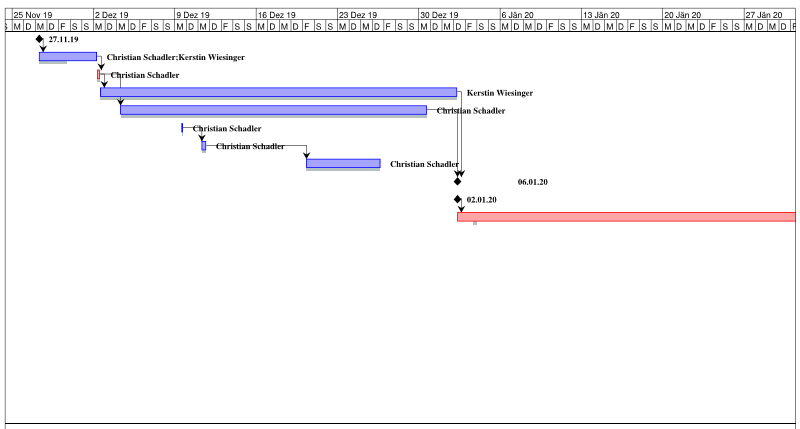 25 Nov 19 2 Dez 19 9 Dez 19 16 Dez 19 23 Dez 19 30 Dez 19 6 Jän 20 13 Jän 20 20 Jän 20 27 Jän 20
S M D M D F S S M D M D F S S M D M D F S S M D M D F S S M D M D F S S M D M D F S S M D M D F S S M D M D F S S M D M D F S S M D M D F
27.11.19
Christian Schadler;Kerstin Wiesinger
Christian Schadler
Kerstin Wiesinger
Christian Schadler
Christian Schadler
Christian Schadler
Christian Schadler
06.01.20
02.01.20